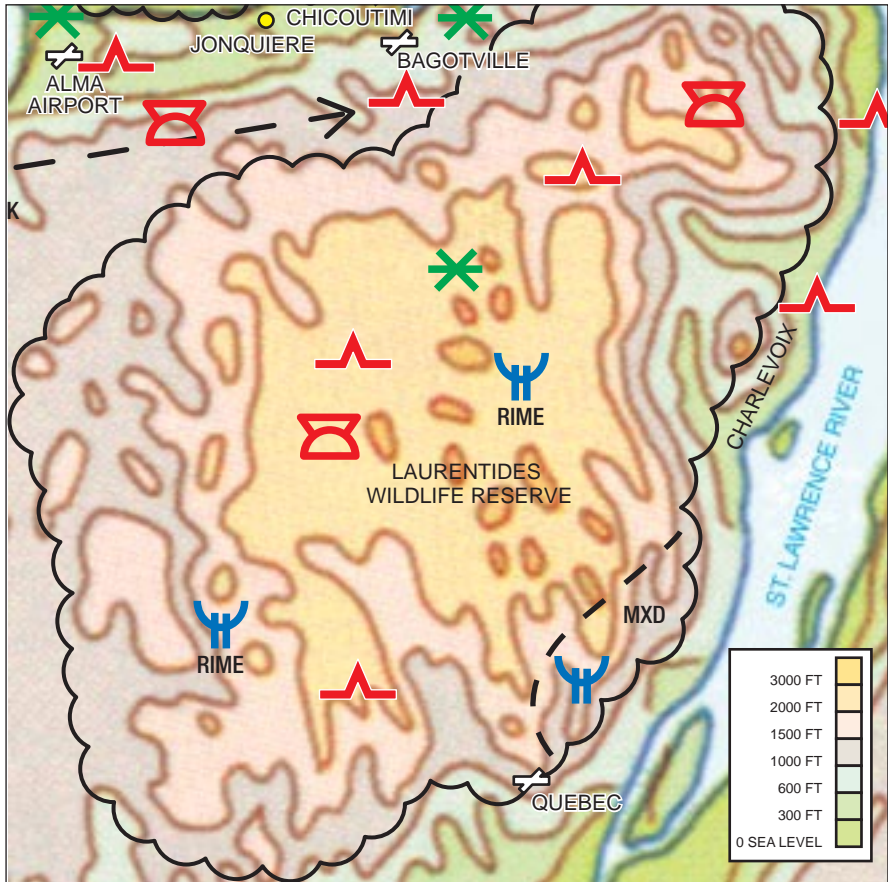 CHICOUTIMI
JONQUIERE
BAGOTVILLE
ALMA
AIRPORT
K
RIME
CHARLEVOIX
LAURENTIDES
WILDLIFE RESERVE
ST. LAWRENCE RIVER
MXD
RIME
QUEBEC
3000 FT
2000 FT
1500 FT
1000 FT
600 FT
300 FT
0 SEA LEVEL